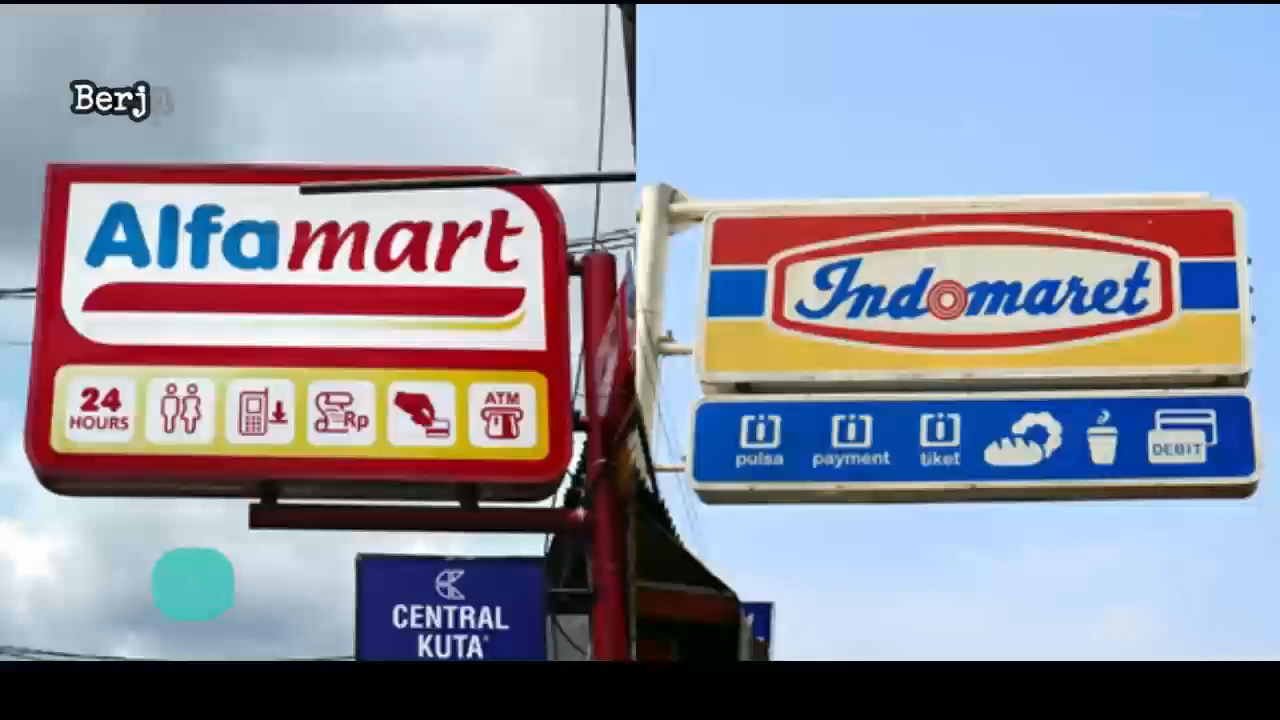 Berj
Alfamart
24
HOURS
Rp
ATM
CENTRAL
KUTA
Indomaret
pulsa
payment
tiket
DEBIT